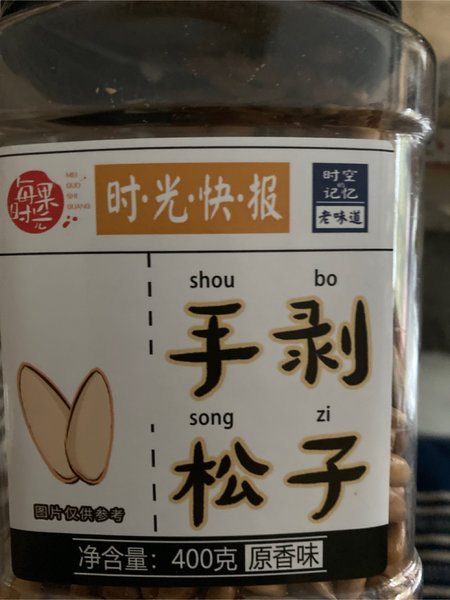 每果时光
MEI
GUO
SHI
GUANG
时·光·快·报
时空
的
记忆
老味道
shou bo
手剥
song zi
松子
图片仅供参考
净含量：400克 原香味